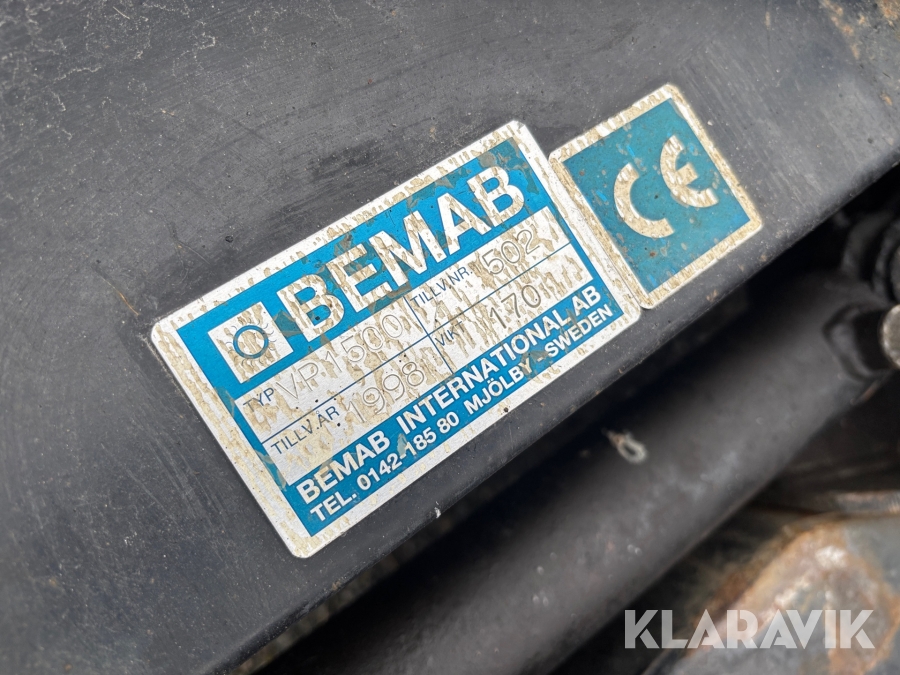 BEMAB
TYP VP1500 TILLV.NR. 502
TILLV.ÅR 1998 VIKT 170
BEMAB INTERNATIONAL AB
TEL. 0142-185 80 MJÖLBY - SWEDEN
CE
KLARAVIK